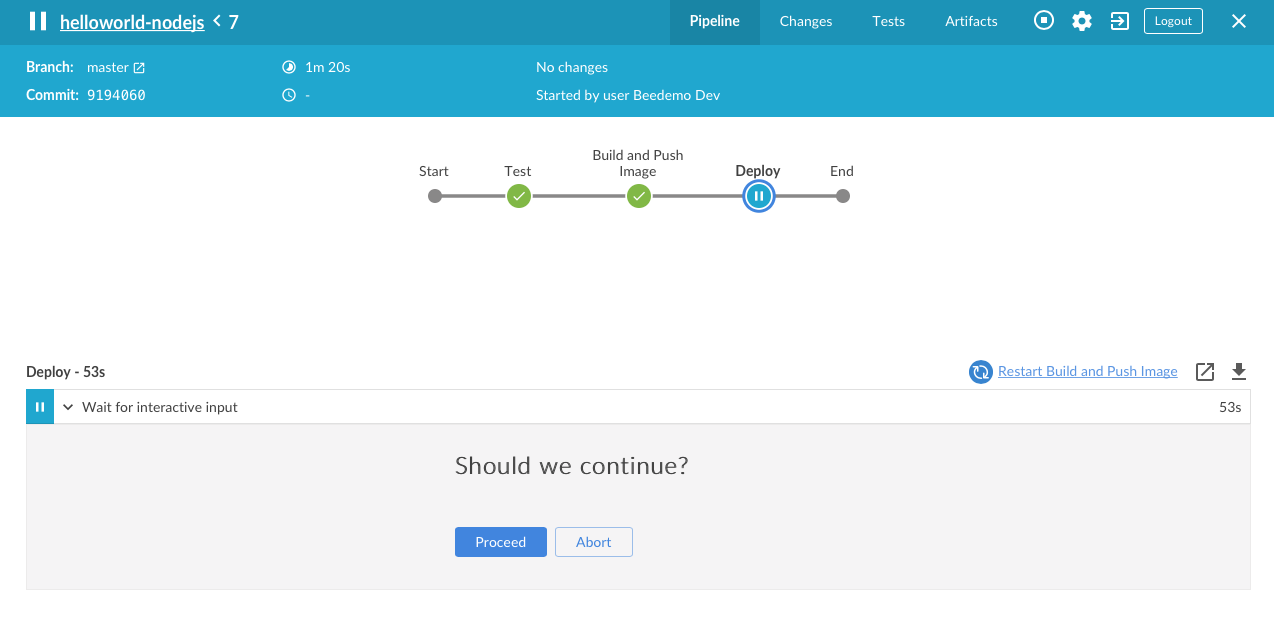 helloworld-nodejs < 7
Pipeline
Changes
Tests
Artifacts
Logout
Branch: master
1m 20s
No changes
Commit: 9194060
-
Started by user Beedemo Dev
Start
Test
Build and Push
Image
Deploy
End
Deploy - 53s
Restart Build and Push Image
Wait for interactive input
53s
Should we continue?
Proceed
Abort